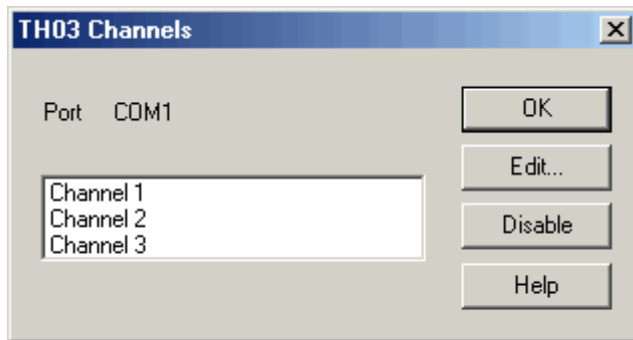 TH03 Channels
Port COM1
OK
Edit...
Channel 1
Channel 2
Channel 3
Disable
Help